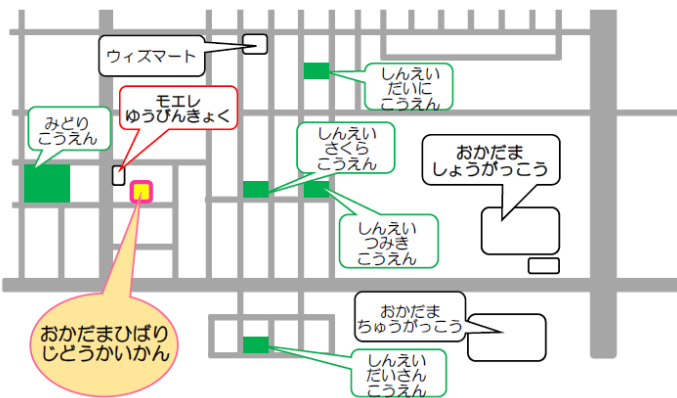 ウィズマート
しんえい
だいに
こうえん
モエレ
ゆうびんきょく
みどり
こうえん
しんえい
さくら
こうえん
おかだま
しょうがっこう
しんえい
つみき
こうえん
おかだまひばり
じどうかいかん
おかだま
ちゅうがっこう
しんえい
だいさん
こうえん